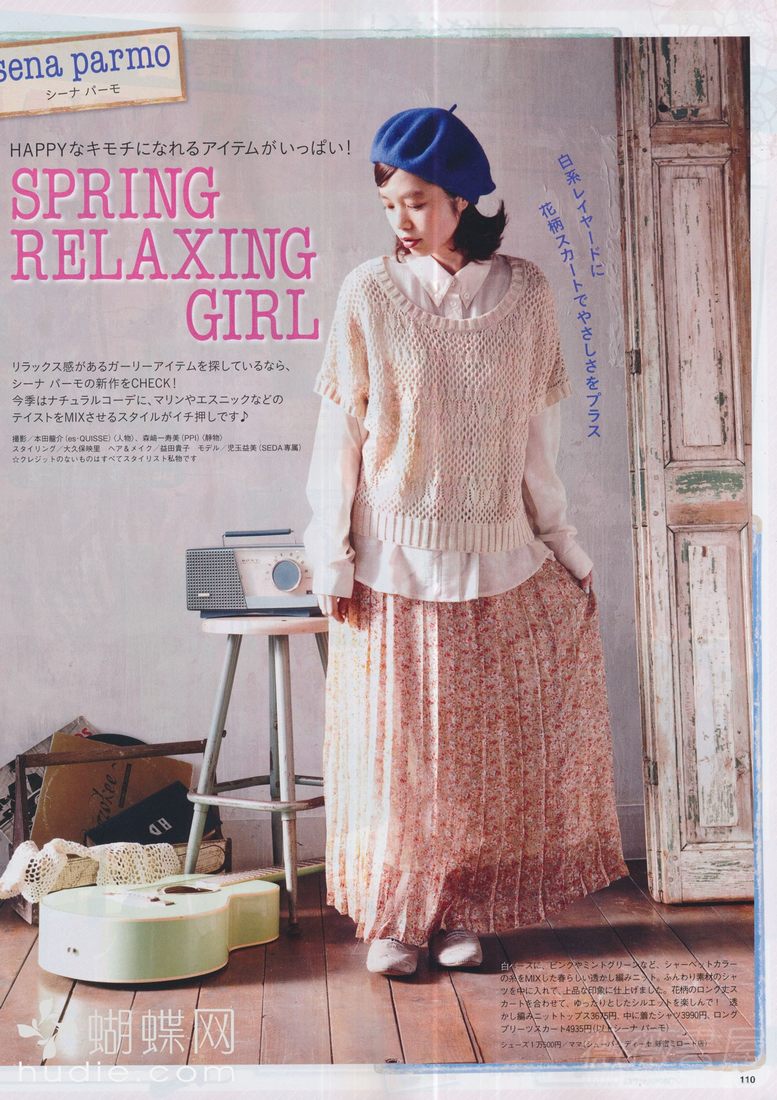 sena parmo
シーナ パーモ
HAPPYなキモチになれるアイテムがいっぱい!
SPRING
RELAXING
GIRL
リラックス感があるガーリーアイテムを探しているなら、
シーナ パーモの新作をCHECK!
今季はナチュラルコーデに、マリンやエスニックなどの
テイストをMIXさせるスタイルがイチ押しです♪
撮影/本田龍介(es-QUISSE)(人物)、森﨑一寿美(PPI)(静物)
スタイリング/大久保映里 ヘア&メイク/益田貴子 モデル/児玉益美(SEDA専属)
☆クレジットのないものはすべてスタイリスト私物です
白系レイヤードに
花柄スカートでやさしさをプラス
HD
白ベースに、ピンクやミントグリーンなど、シャーベットカラー
の糸をMIXした春らしい透かし編みニット。ふんわり素材のシャ
ツを中に入れて、上品な印象に仕上げました。花柄のロング丈ス
カートを合わせて、ゆったりとしたシルエットを楽しんで! 透
かし編みニットトップス3675円、中に着たシャツ3990円、ロング
プリーツスカート4935円(以上シーナ パーモ)
シューズ1万500円/ママ(シューバー ディーセ 新宿ミロード店)
蝴蝶网
hudie.com
110